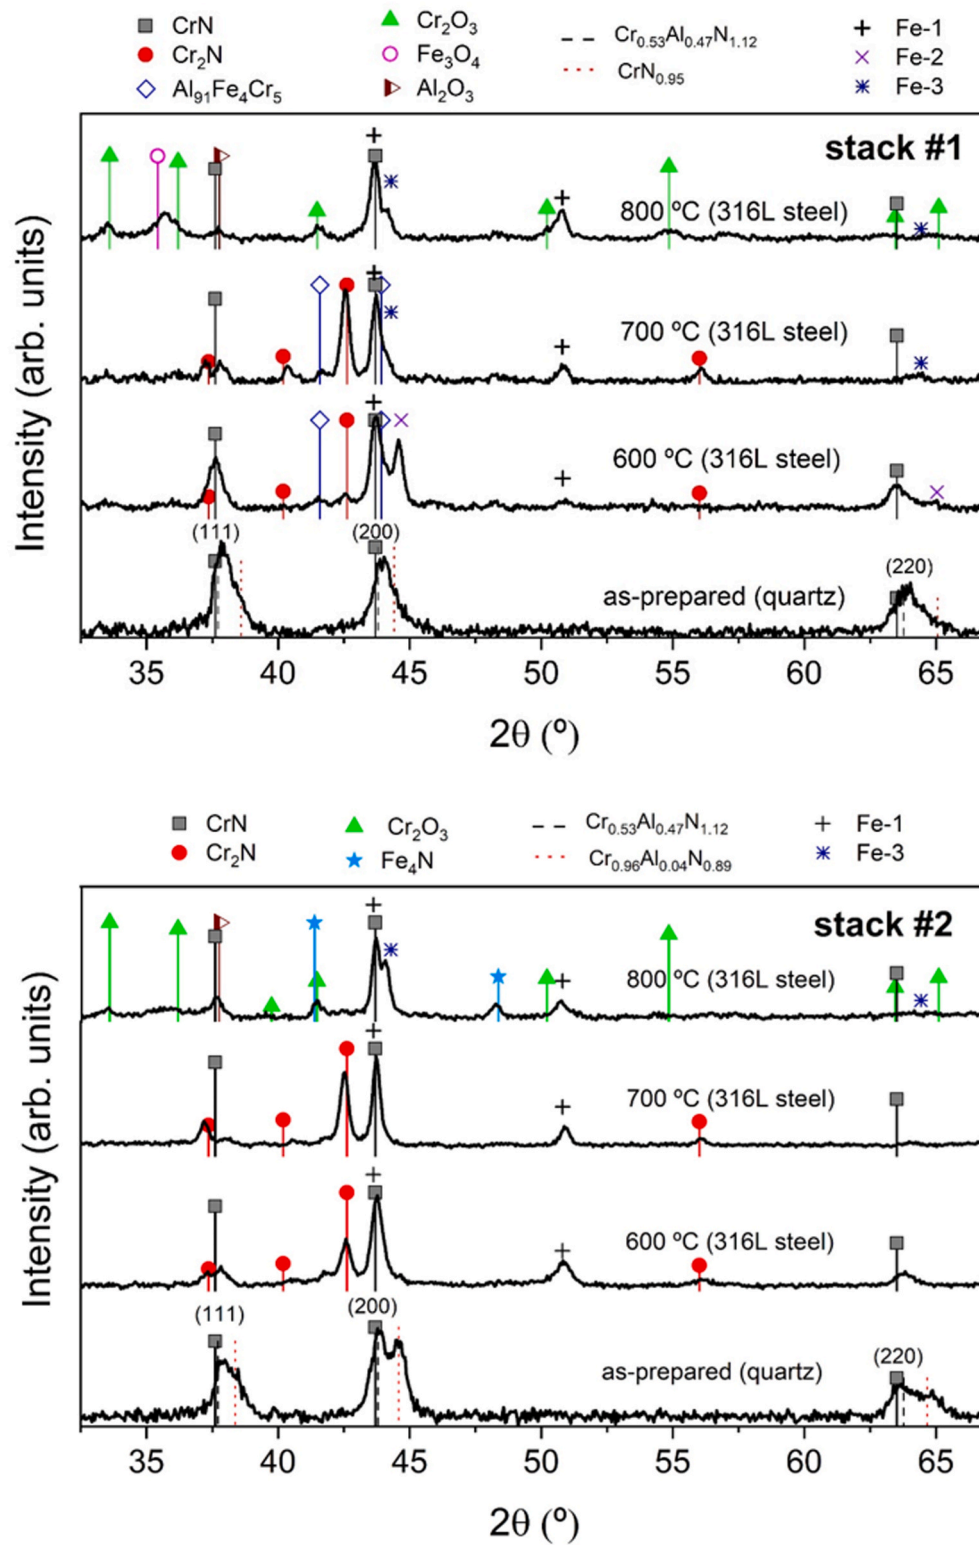 CrN
Cr₂N
Al₉₁Fe₄Cr₅
Cr₂O₃
Fe₃O₄
Al₂O₃
Cr₀.₅₃Al₀.₄₇N₁.₁₂
CrN₀.₉₅
Fe-1
Fe-2
Fe-3
stack #1
800 ºC (316L steel)
700 ºC (316L steel)
600 ºC (316L steel)
(111)
(200)
(220)
as-prepared (quartz)
Intensity (arb. units)
35 40 45 50 55 60 65
2θ (º)
CrN
Cr₂N
Cr₂O₃
Fe₄N
Cr₀.₅₃Al₀.₄₇N₁.₁₂
Cr₀.₉₆Al₀.₀₄N₀.₈₉
Fe-1
Fe-3
stack #2
800 ºC (316L steel)
700 ºC (316L steel)
600 ºC (316L steel)
(111)
(200)
(220)
as-prepared (quartz)
Intensity (arb. units)
35 40 45 50 55 60 65
2θ (º)